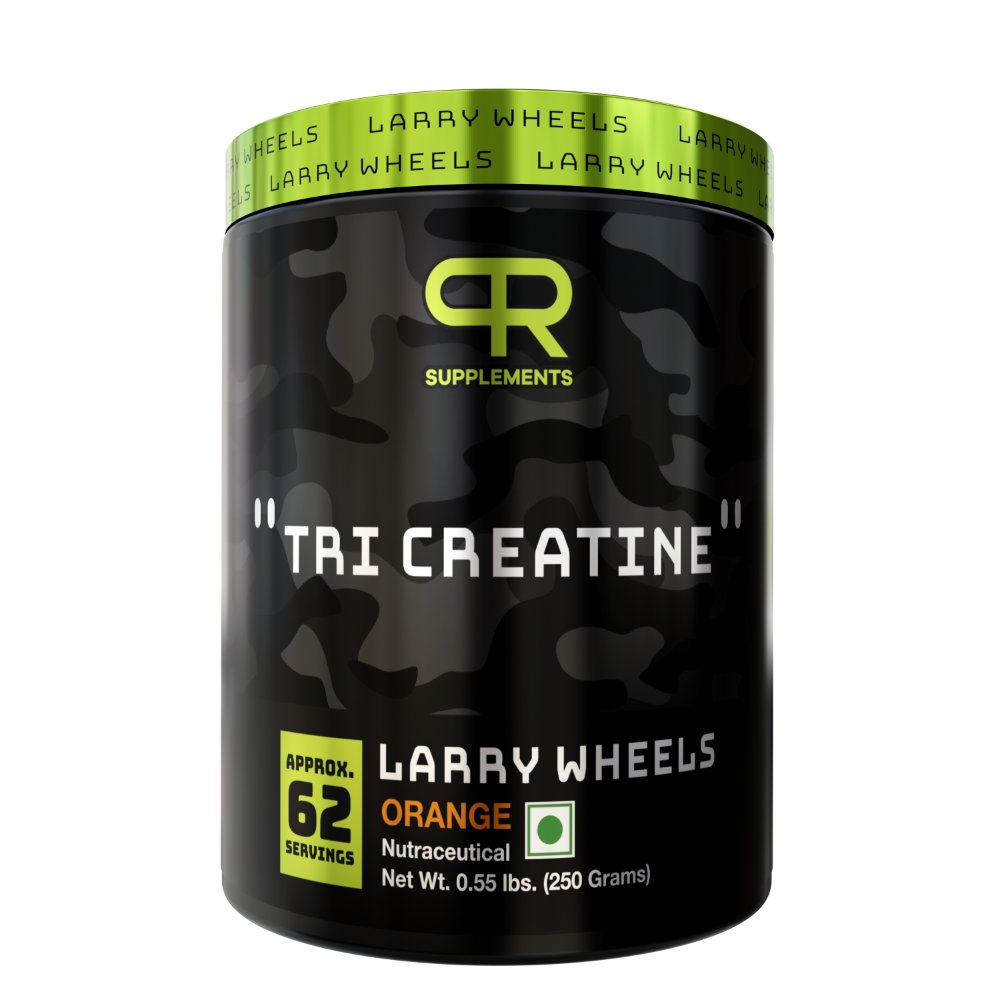 LARRY WHEELS LARRY WHEELS LARRY
LARRY WHEELS LARRY WHEELS
PR
SUPPLEMENTS
"TRI CREATINE"
APPROX.
62
SERVINGS
LARRY WHEELS
ORANGE
Nutraceutical
Net Wt. 0.55 lbs. (250 Grams)